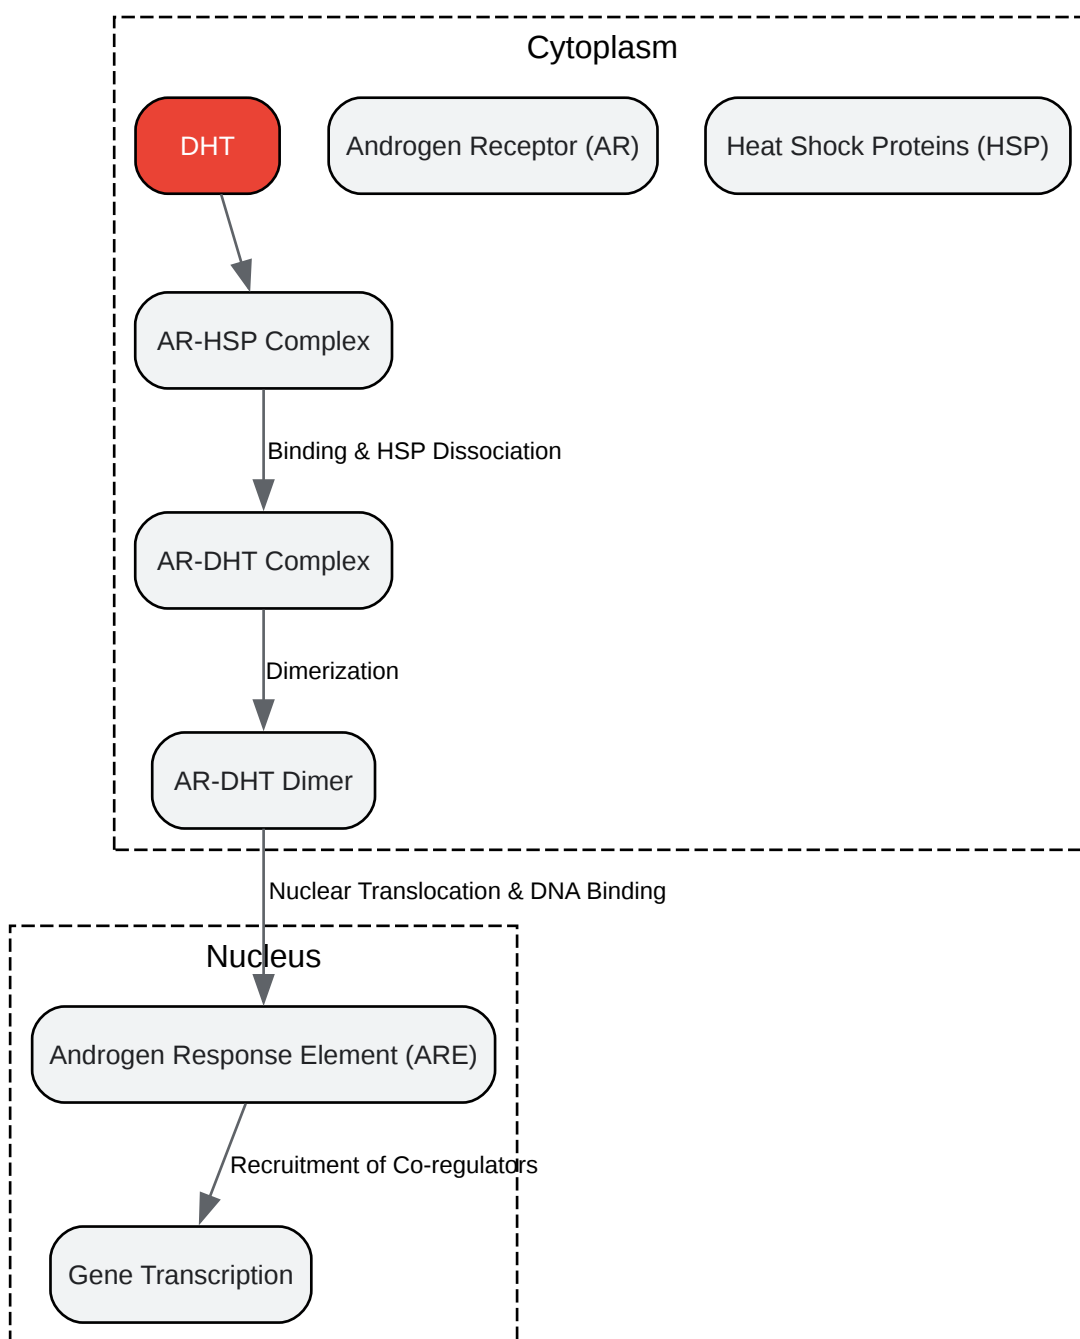 Cytoplasm
DHT
Androgen Receptor (AR)
Heat Shock Proteins (HSP)
AR-HSP Complex
Binding & HSP Dissociation
AR-DHT Complex
Dimerization
AR-DHT Dimer
Nuclear Translocation & DNA Binding
Nucleus
Androgen Response Element (ARE)
Recruitment of Co-regulators
Gene Transcription